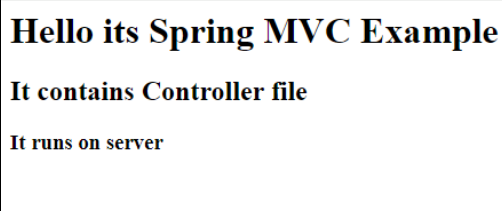 Hello its Spring MVC Example
It contains Controller file
It runs on server